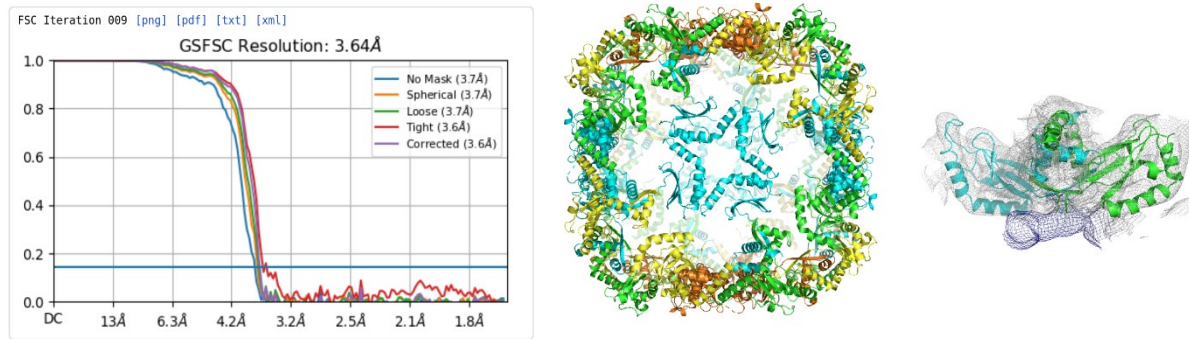 FSC Iteration 009 [png] [pdf] [txt] [xml]
GSFSC Resolution: 3.64Å
1.0
0.8
0.6
0.4
0.2
0.0
No Mask (3.7Å)
Spherical (3.7Å)
Loose (3.7Å)
Tight (3.6Å)
Corrected (3.6Å)
DC 13Å 6.3Å 4.2Å 3.2Å 2.5Å 2.1Å 1.8Å